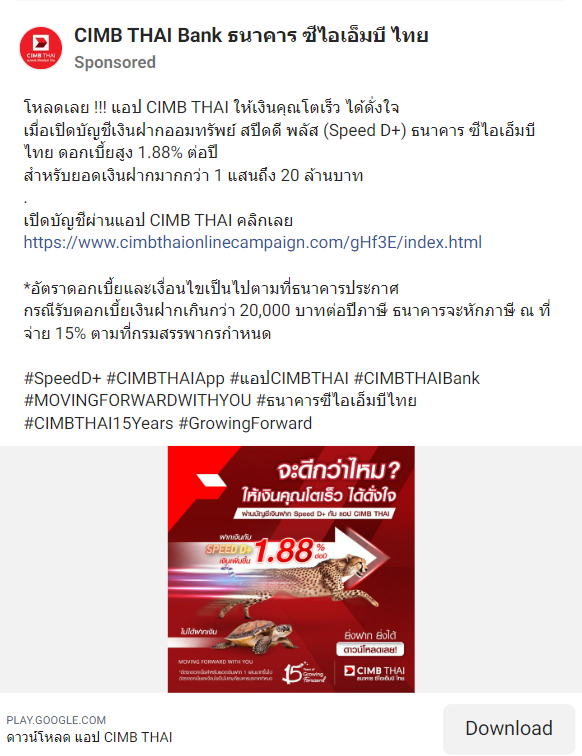 CIMB THAI Bank ธนาคาร ซีไอเอ็มบี ไทย
Sponsored
โหลดเลย !!! แอป CIMB THAI ให้เงินคุณโตเร็ว ได้ดั่งใจ
เมื่อเปิดบัญชีเงินฝากออมทรัพย์ สปีดดี พลัส (Speed D+) ธนาคาร ซีไอเอ็มบี
ไทย ดอกเบี้ยสูง 1.88% ต่อปี
สำหรับยอดเงินฝากมากกว่า 1 แสนถึง 20 ล้านบาท
.
เปิดบัญชีผ่านแอป CIMB THAI คลิกเลย
https://www.cimbthaionlinecampaign.com/gHf3E/index.html
*อัตราดอกเบี้ยและเงื่อนไขเป็นไปตามที่ธนาคารประกาศ
กรณีรับดอกเบี้ยเงินฝากเกินกว่า 20,000 บาทต่อปีภาษี ธนาคารจะหักภาษี ณ ที่
จ่าย 15% ตามที่กรมสรรพากรกำหนด
#SpeedD+ #CIMBTHAIApp #แอปCIMBTHAI #CIMBTHAIBank
#MOVINGFORWARDWITHYOU #ธนาคารซีไอเอ็มบีไทย
#CIMBTHAI15Years #GrowingForward
จะดีกว่าไหม?
ให้เงินคุณโตเร็ว ได้ดั่งใจ
ผ่านบัญชีเงินฝาก Speed D+ กับ แอป CIMB THAI
ฝากเงินกับ
SPEED D+
เงินเพิ่มขึ้น
1.88 % ต่อปี
ไม่ได้ฝากเงิน
ยิ่งฝาก ยิ่งได้
ดาวน์โหลดเลย!
MOVING FORWARD WITH YOU
15 Years of Growing Forward
CIMB THAI
ธนาคาร ซีไอเอ็มบี ไทย
PLAY.GOOGLE.COM
ดาวน์โหลด แอป CIMB THAI
Download